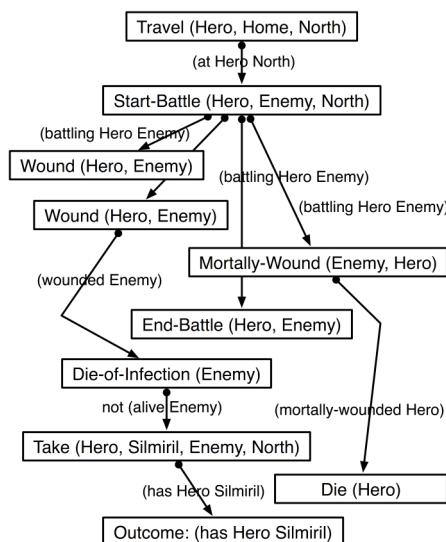 Travel (Hero, Home, North)
(at Hero North)
Start-Battle (Hero, Enemy, North)
(battling Hero Enemy)
Wound (Hero, Enemy)
(battling Hero Enemy)
Wound (Hero, Enemy)
(battling Hero Enemy)
Mortally-Wound (Enemy, Hero)
(wounded Enemy)
End-Battle (Hero, Enemy)
Die-of-Infection (Enemy)
not (alive Enemy)
(mortally-wounded Hero)
Take (Hero, Silmiril, Enemy, North)
(has Hero Silmiril)
Die (Hero)
Outcome: (has Hero Silmiril)